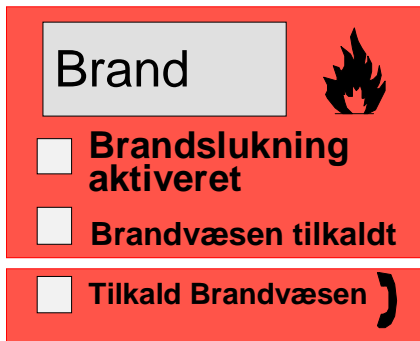 Brand
Brandslukning
aktiveret
Brandvæsen tilkaldt
Tilkald Brandvæsen